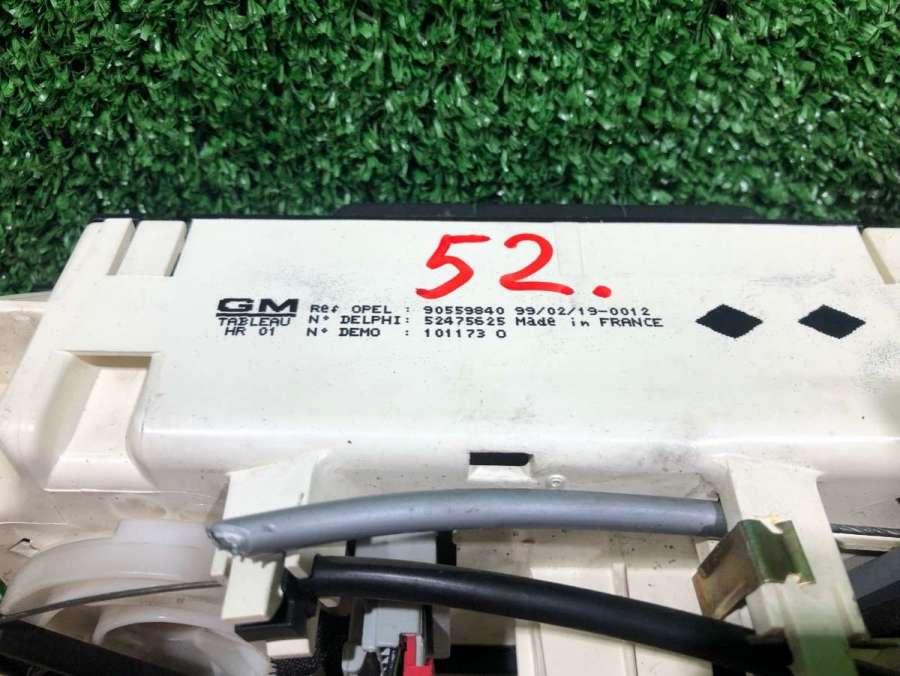 52.
GM
TABLEAU
HR 01
Ref OPEL : 90559840 99/02/19-0012
N° DELPHI: 52475625 Made in FRANCE
N° DEMO : 101173 0